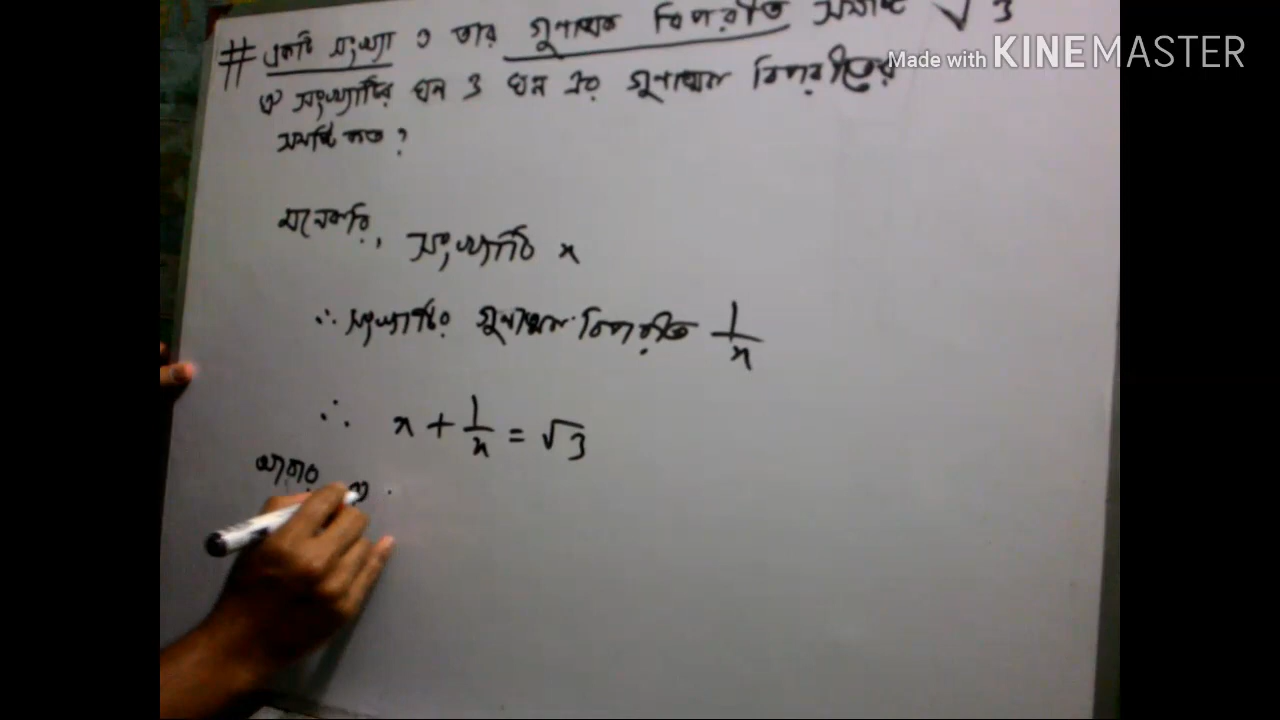 # একটি সংখ্যা ও তার গুণাত্মক বিপরীত সমষ্টি √3
ঐ সংখ্যাটির ঘন ও ঘন এর গুণাত্মক বিপরীতের
সমষ্টি কত?
মনেকরি, সংখ্যাটি x
∴ সংখ্যাটির গুণাত্মক বিপরীত 1/x
∴ x + 1/x = √3
আবার
Made with KINEMASTER